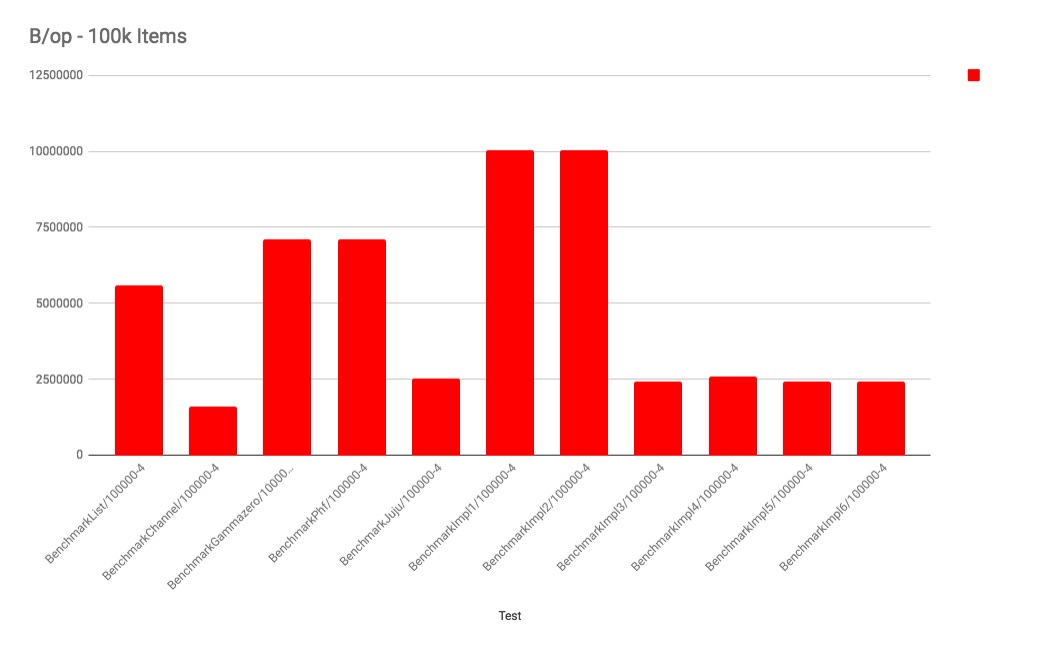 B/op - 100k Items
12500000
10000000
7500000
5000000
2500000
0
BenchmarkList/100000-4
BenchmarkChannel/100000-4
BenchmarkGammazero/10000...
BenchmarkPhf/100000-4
BenchmarkJuju/100000-4
BenchmarkImpl1/100000-4
BenchmarkImpl2/100000-4
BenchmarkImpl3/100000-4
BenchmarkImpl4/100000-4
BenchmarkImpl5/100000-4
BenchmarkImpl6/100000-4
Test